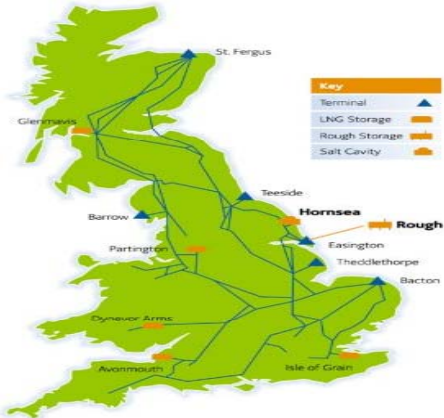 St. Fergus
Key
Terminal
LNG Storage
Rough Storage
Salt Cavity
Glenmavis
Teeside
Hornsea
Barrow
Rough
Partington
Easington
Theddlethorpe
Bacton
Dynevor Arms
Avonmouth
Isle of Grain